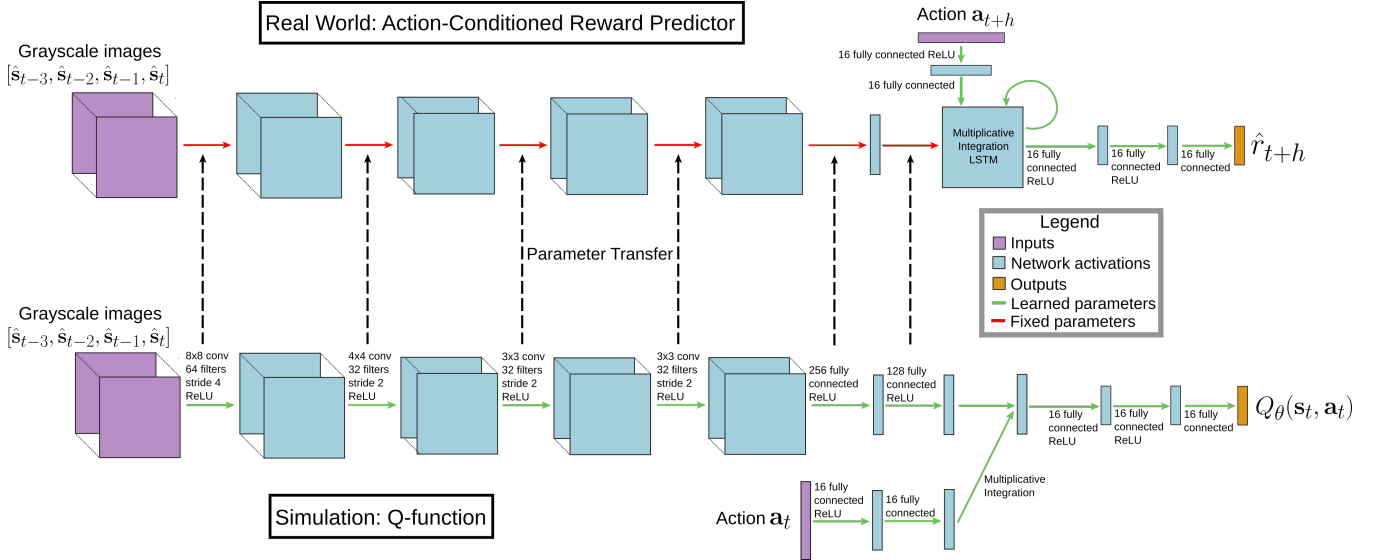 Real World: Action-Conditioned Reward Predictor
Action a_{t+h}
16 fully connected ReLU
16 fully connected
Grayscale images
[ŝ_{t−3}, ŝ_{t−2}, ŝ_{t−1}, ŝ_t]
Multiplicative
Integration
LSTM
16 fully
connected
ReLU
16 fully
connected
ReLU
16 fully
connected
r̂_{t+h}
Parameter Transfer
Legend
Inputs
Network activations
Outputs
Learned parameters
Fixed parameters
Grayscale images
[ŝ_{t−3}, ŝ_{t−2}, ŝ_{t−1}, ŝ_t]
8x8 conv
64 filters
stride 4
ReLU
4x4 conv
32 filters
stride 2
ReLU
3x3 conv
32 filters
stride 2
ReLU
3x3 conv
32 filters
stride 2
ReLU
256 fully
connected
ReLU
128 fully
connected
ReLU
16 fully
connected
ReLU
16 fully
connected
ReLU
16 fully
connected
Q_θ(s_t, a_t)
Multiplicative
Integration
Action a_t
16 fully
connected
ReLU
16 fully
connected
Simulation: Q-function